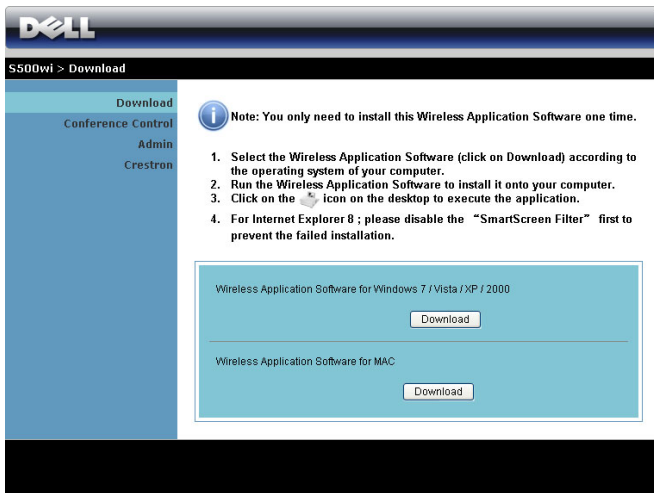 DELL
S500wi > Download
Download
Conference Control
Admin
Crestron
Note: You only need to install this Wireless Application Software one time.
1. Select the Wireless Application Software (click on Download) according to
the operating system of your computer.
2. Run the Wireless Application Software to install it onto your computer.
3. Click on the icon on the desktop to execute the application.
4. For Internet Explorer 8 ; please disable the “SmartScreen Filter” first to
prevent the failed installation.
Wireless Application Software for Windows 7 / Vista / XP / 2000
Download
Wireless Application Software for MAC
Download